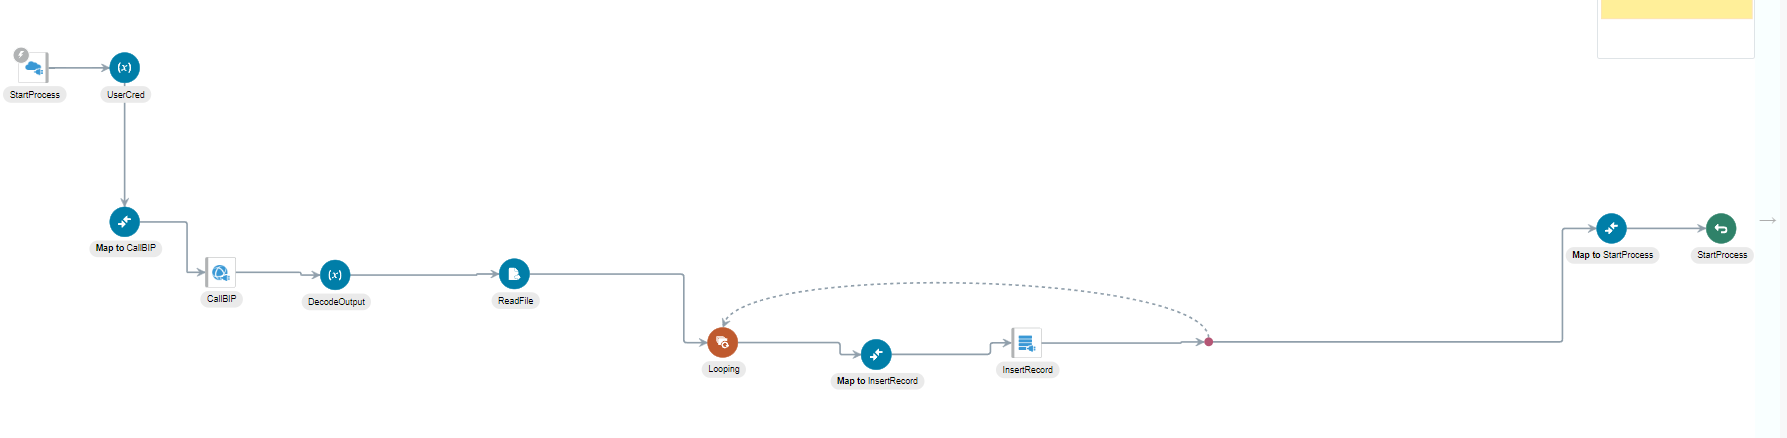 StartProcess
(x)
UserCred
Map to CallBIP
CallBIP
(x)
DecodeOutput
ReadFile
Looping
Map to InsertRecord
InsertRecord
Map to StartProcess
StartProcess